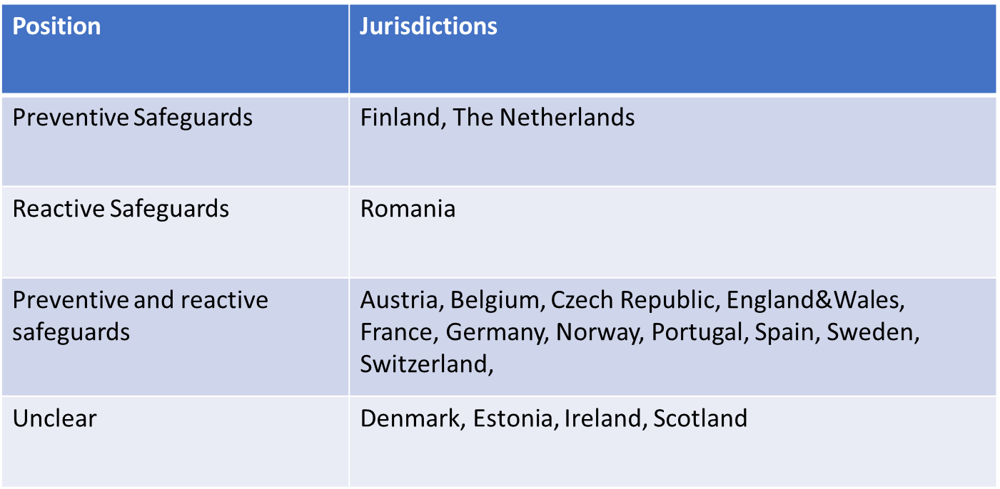 Position
Jurisdictions
Preventive Safeguards
Finland, The Netherlands
Reactive Safeguards
Romania
Preventive and reactive
safeguards
Austria, Belgium, Czech Republic, England&Wales,
France, Germany, Norway, Portugal, Spain, Sweden,
Switzerland,
Unclear
Denmark, Estonia, Ireland, Scotland